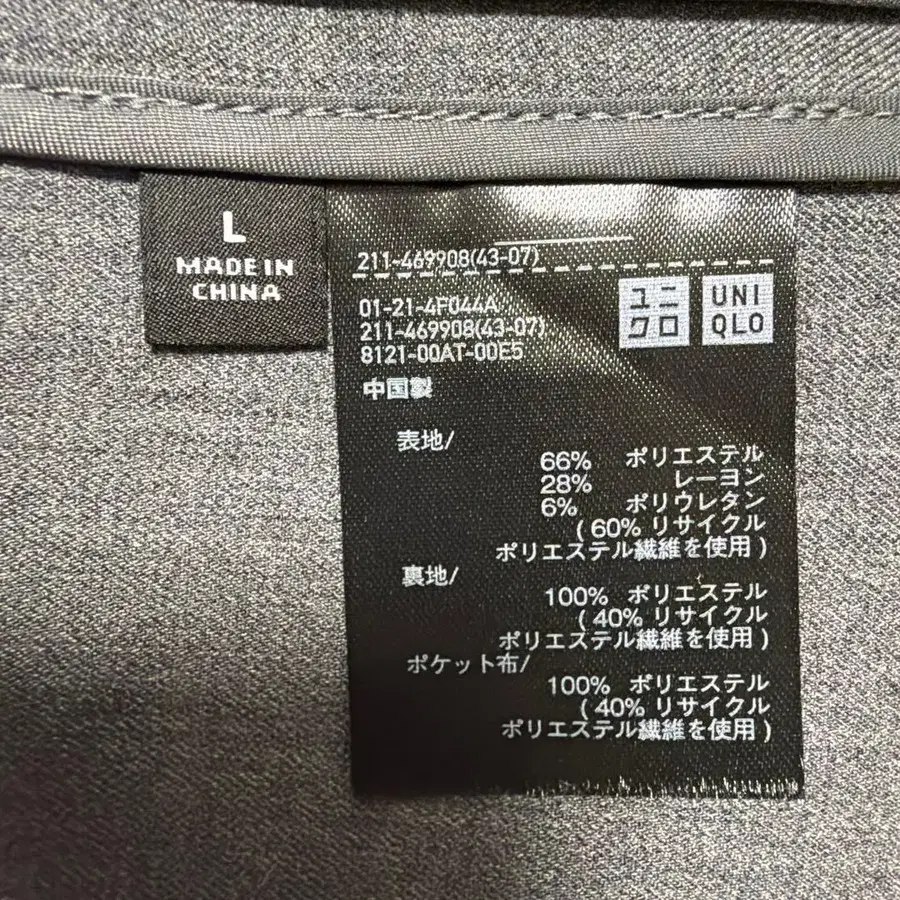 L
MADE IN
CHINA
211-469908(43-07)
01-21-4F044A
211-469908(43-07)
8121-00AT-00E5
中国製
ユニ
クロ
UNI
QLO
表地/
66% ポリエステル
28% レーヨン
6% ポリウレタン
( 60% リサイクル
ポリエステル繊維を使用 )
裏地/
100% ポリエステル
( 40% リサイクル
ポリエステル繊維を使用 )
ポケット布/
100% ポリエステル
( 40% リサイクル
ポリエステル繊維を使用 )